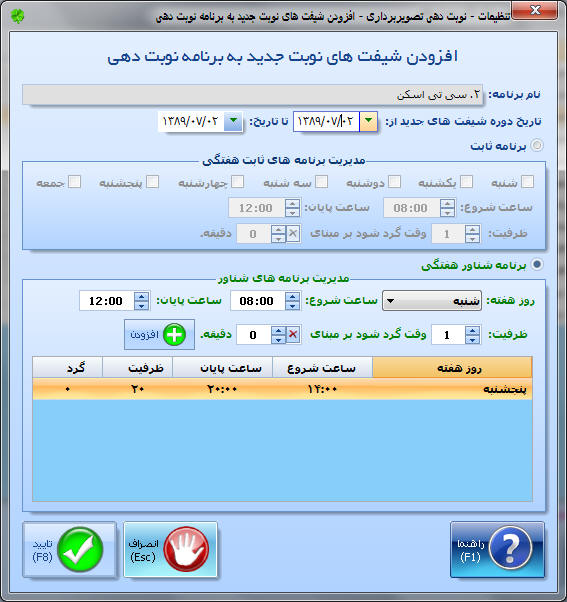 تنظیمات - نوبت دهی تصویربرداری - افزودن شیفت های نوبت جدید به برنامه نوبت دهی
افزودن شیفت های نوبت جدید به برنامه نوبت دهی
نام برنامه: ۲. سی تی اسکن
تاریخ دوره شیفت های جدید از: ۱۳۸۹/۰۷/۰۲ تا تاریخ: ۱۳۸۹/۰۷/۰۲
برنامه ثابت
مدیریت برنامه های ثابت هفتگی
شنبه یکشنبه دوشنبه سه شنبه چهارشنبه پنجشنبه جمعه
ساعت شروع: 08:00 ساعت پایان: 12:00
ظرفیت: 1 وقت گرد شود بر مبنای 0 دقیقه.
برنامه شناور هفتگی
مدیریت برنامه های شناور
روز هفته: شنبه ساعت شروع: 08:00 ساعت پایان: 12:00
ظرفیت: 1 وقت گرد شود بر مبنای 0 دقیقه. افزودن
روز هفته ساعت شروع ساعت پایان ظرفیت گرد
پنجشنبه ۱۴:۰۰ ۲۰:۰۰ ۲۰ ۰
راهنما (F1)
انصراف (Esc)
تایید (F8)